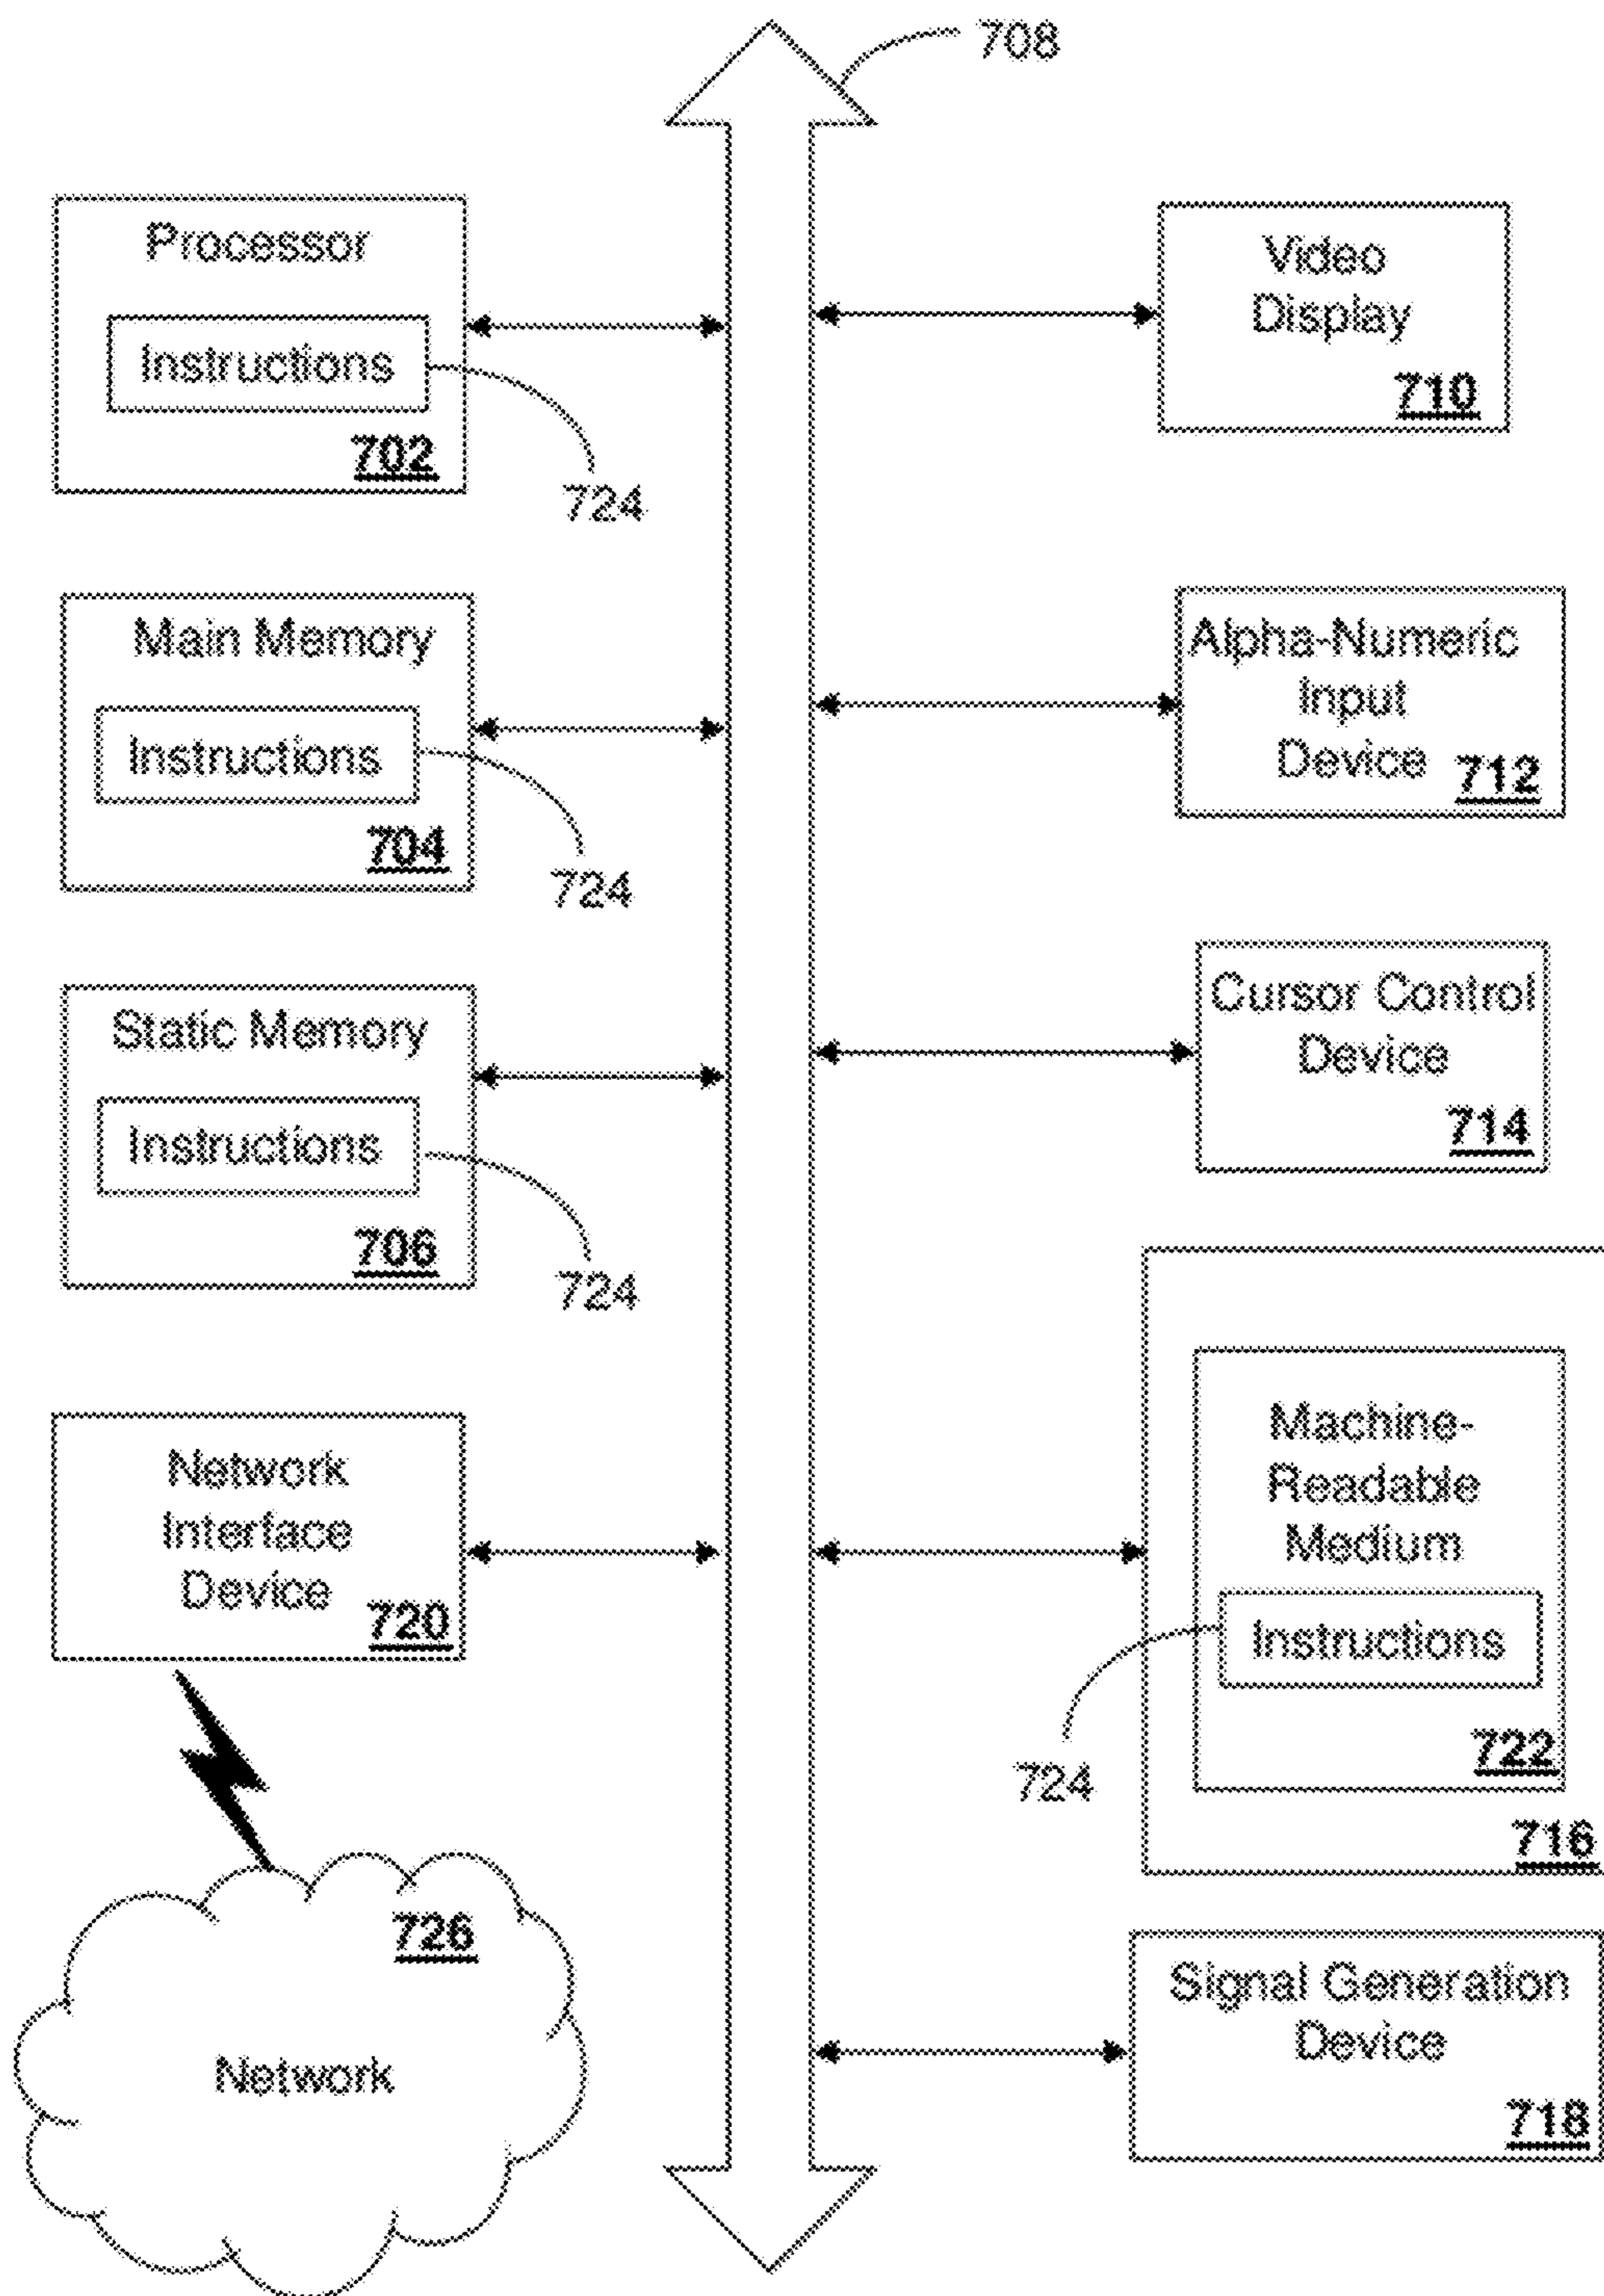 708
Processor
Instructions
702
724
Main Memory
Instructions
704
724
Static Memory
Instructions
706
724
Network
Interface
Device
720
726
Network
Video
Display
710
Alpha-Numeric
Input
Device
712
Cursor Control
Device
714
Machine-
Readable
Medium
Instructions
724
722
716
Signal Generation
Device
718